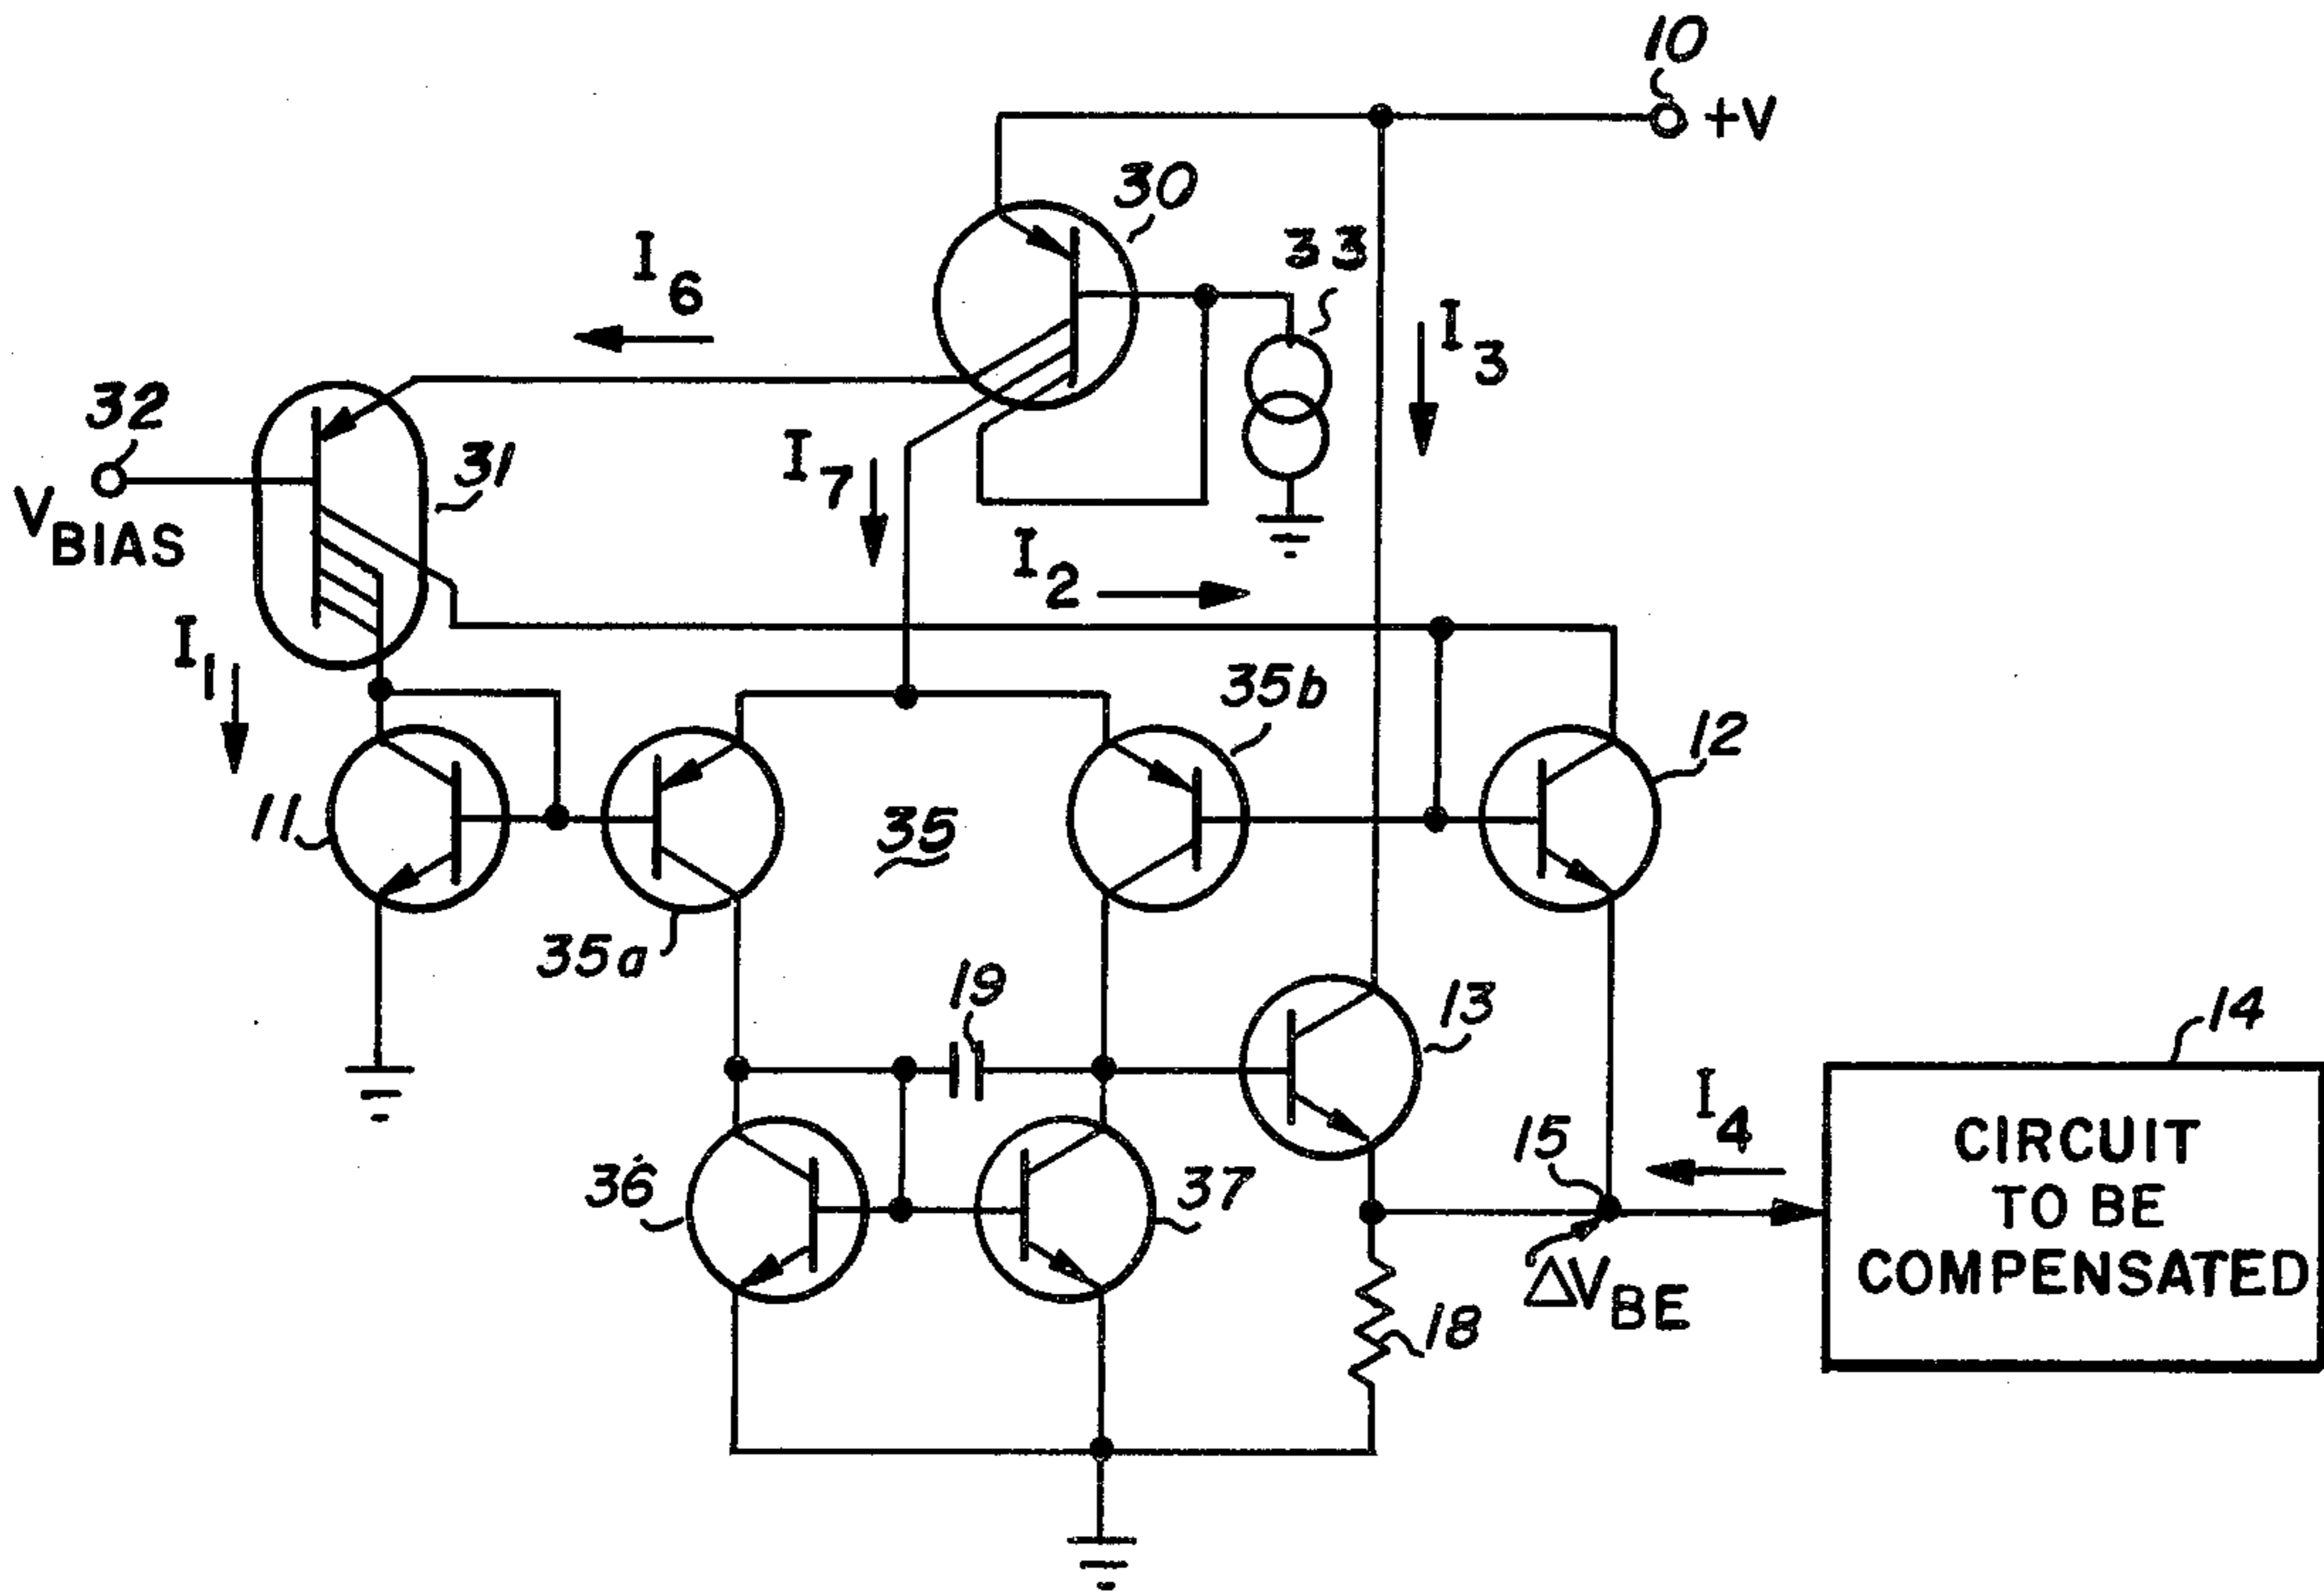 10
+V
30
I6
33
I3
32
31
VBIAS
I7
I2
I1
35b
12
11
35
35a
19
13
14
I4
15
CIRCUIT
TO BE
COMPENSATED
36
37
ΔVBE
18